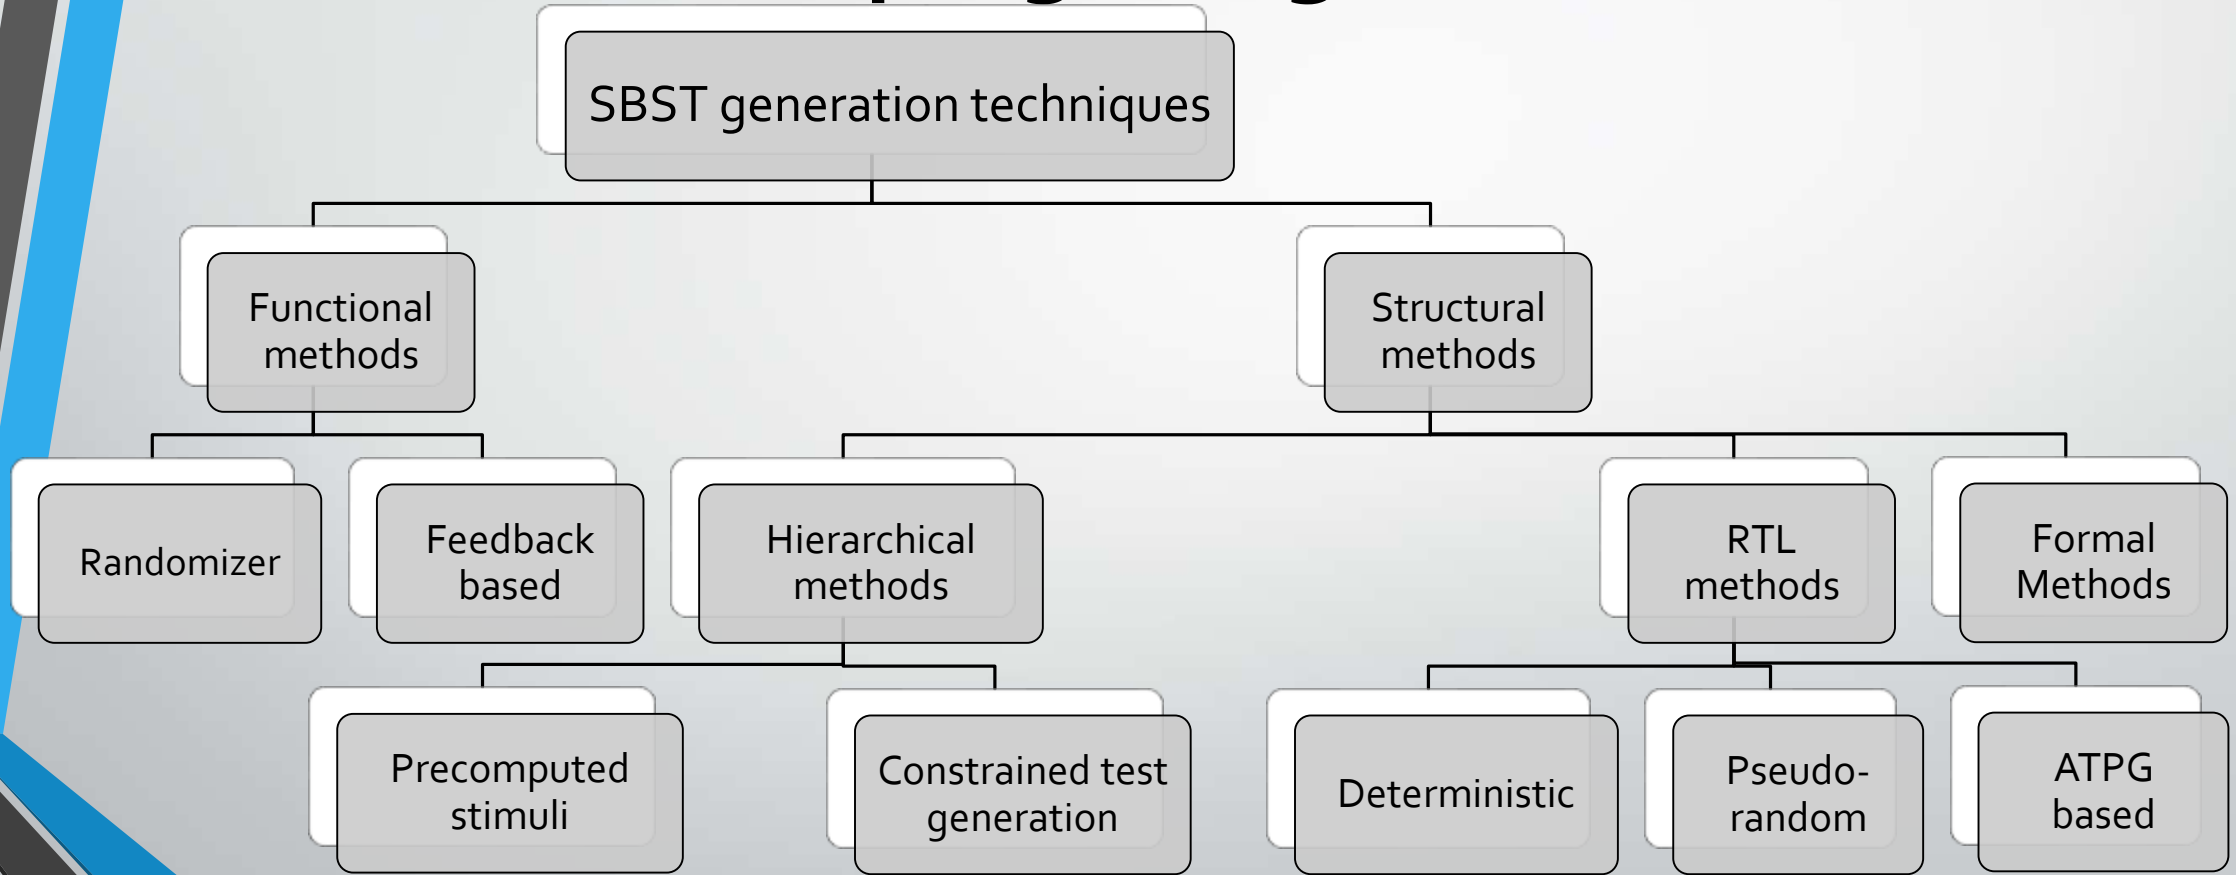 SBST generation techniques
Functional
methods
Structural
methods
Randomizer
Feedback
based
Hierarchical
methods
RTL
methods
Formal
Methods
Precomputed
stimuli
Constrained test
generation
Deterministic
Pseudo-
random
ATPG
based